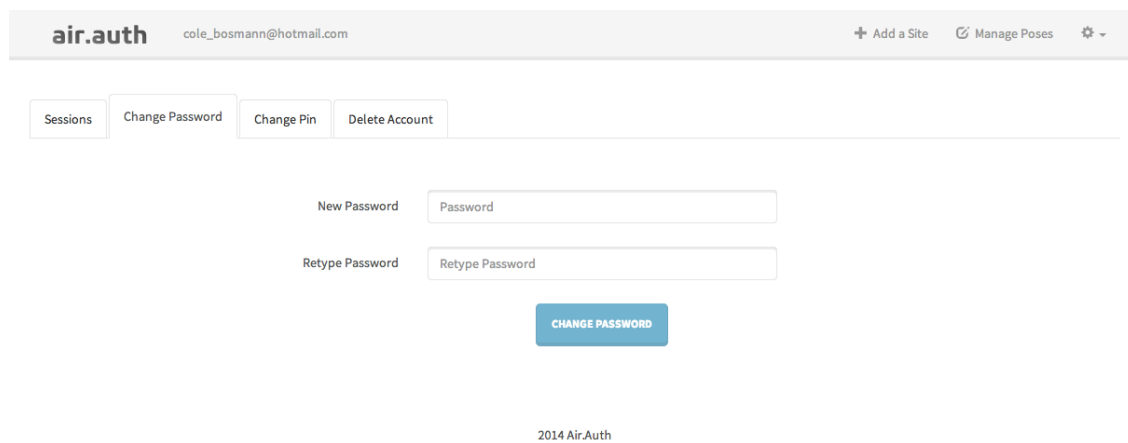 air.auth cole_bosmann@hotmail.com Add a Site Manage Poses
Sessions Change Password Change Pin Delete Account
New Password Password
Retype Password Retype Password
CHANGE PASSWORD
2014 Air.Auth